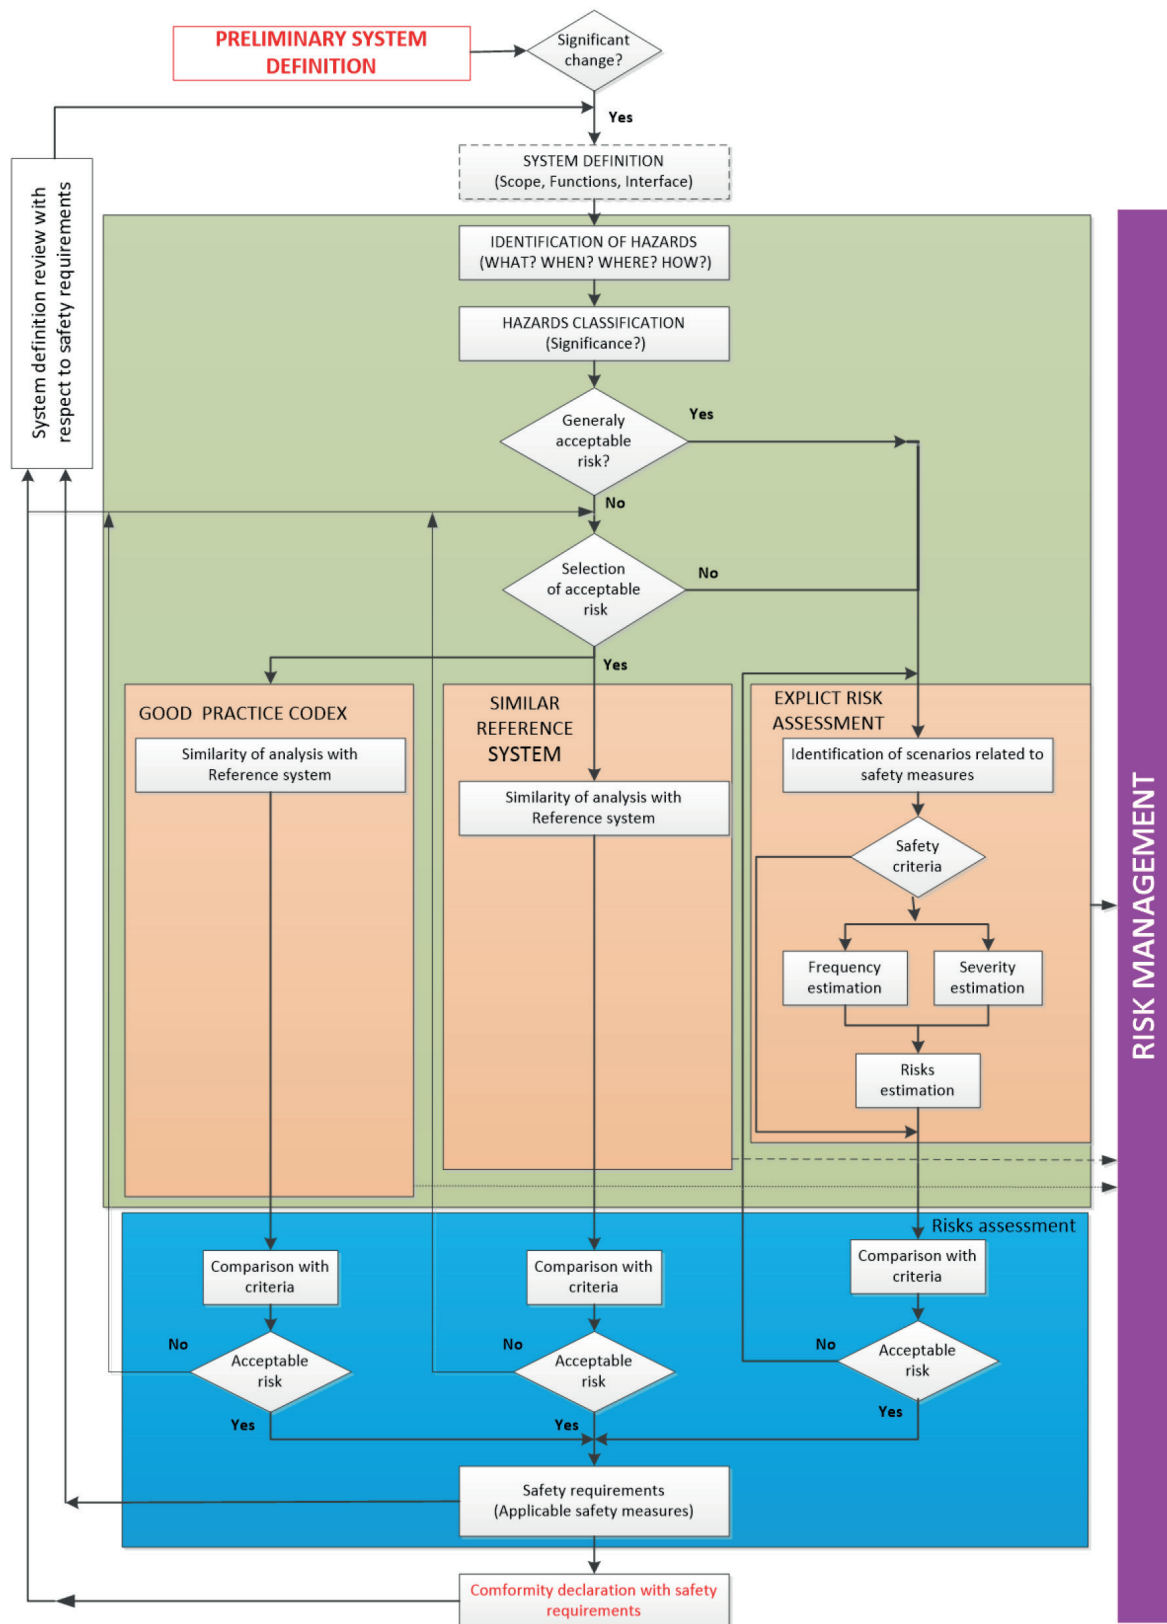 PRELIMINARY SYSTEM
DEFINITION
Significant
change?
Yes
SYSTEM DEFINITION
(Scope, Functions, Interface)
System definition review with
respect to safety requirements
IDENTIFICATION OF HAZARDS
(WHAT? WHEN? WHERE? HOW?)
HAZARDS CLASSIFICATION
(Significance?)
Generaly
acceptable
risk?
Yes
No
Selection
of acceptable
risk
No
Yes
GOOD PRACTICE CODEX
Similarity of analysis with
Reference system
SIMILAR
REFERENCE
SYSTEM
Similarity of analysis with
Reference system
EXPLICT RISK
ASSESSMENT
Identification of scenarios related to
safety measures
Safety
criteria
Frequency
estimation
Severity
estimation
Risks
estimation
RISK MANAGEMENT
Risks assessment
Comparison with
criteria
Comparison with
criteria
Comparison with
criteria
No
Acceptable
risk
No
Acceptable
risk
No
Acceptable
risk
Yes
Yes
Yes
Safety requirements
(Applicable safety measures)
Comformity declaration with safety
requirements